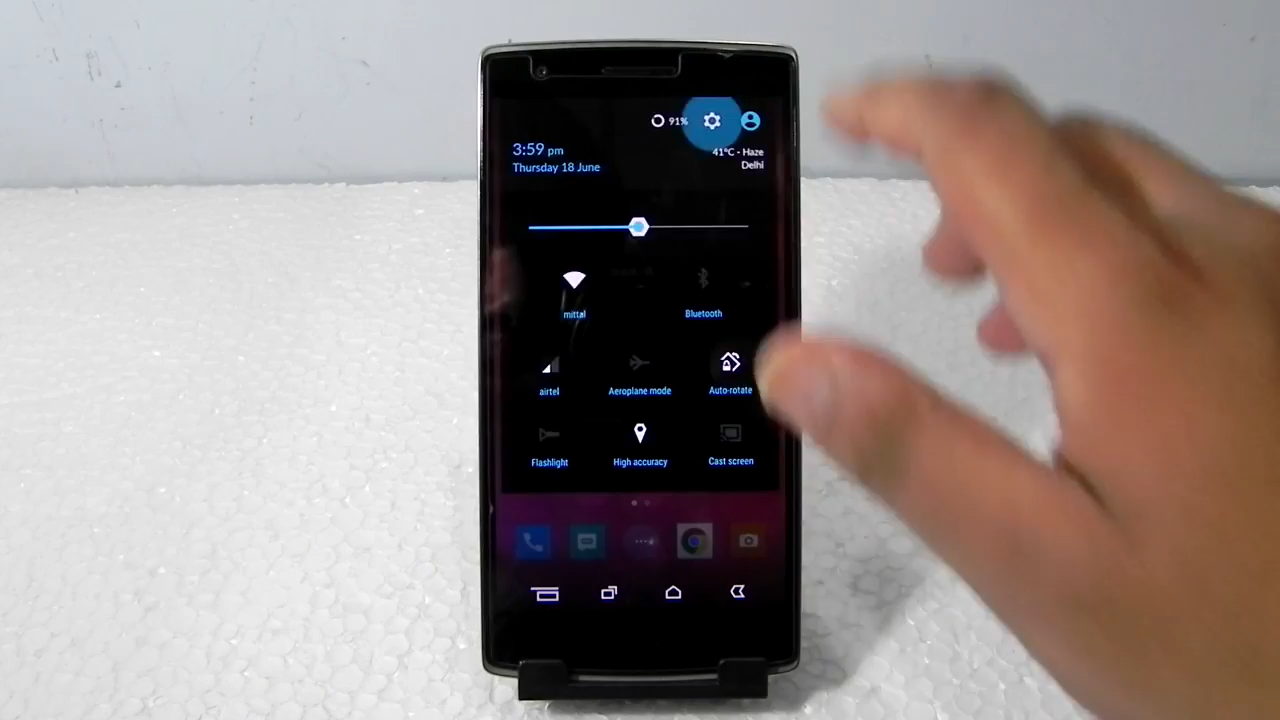 91%
3:59 pm
41°C - Haze
Thursday 18 June
Delhi
mittal
Bluetooth
airtel
Aeroplane mode
Auto-rotate
Flashlight
High accuracy
Cast screen